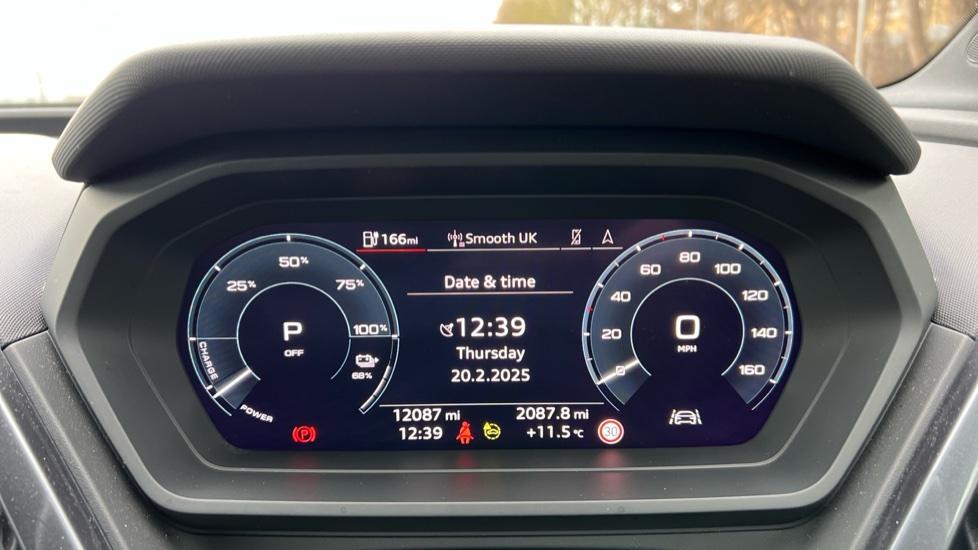 166mi Smooth UK
Date & time
12:39
Thursday
20.2.2025
12087 mi 2087.8 mi
12:39 +11.5 °C 30
25% 50% 75% 100%
P
OFF
68%
CHARGE
POWER
P
0 20 40 60 80 100 120 140 160
0
MPH